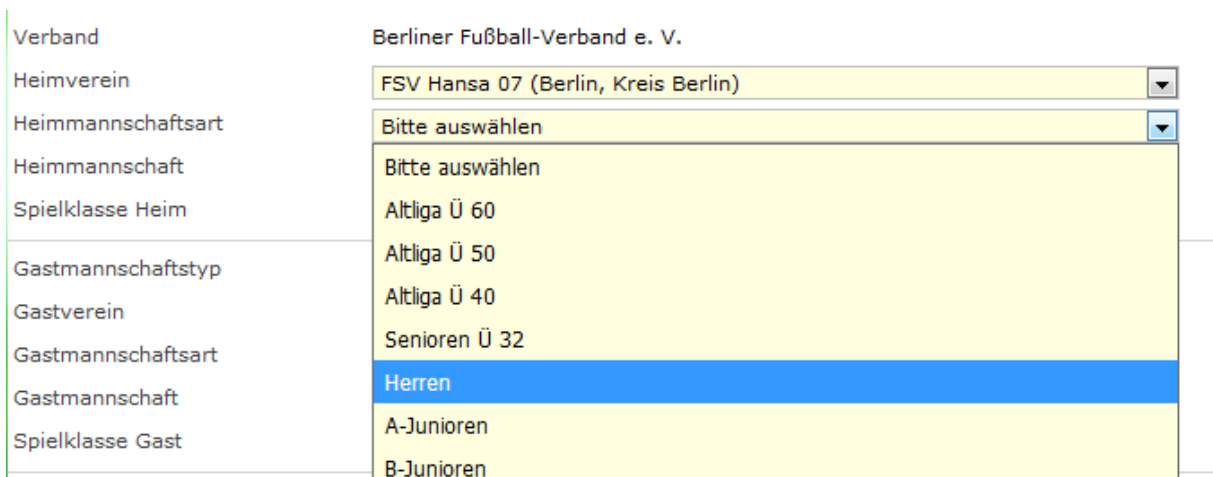 Verband Berliner Fußball-Verband e. V.
Heimverein FSV Hansa 07 (Berlin, Kreis Berlin)
Heimmannschaftsart Bitte auswählen
Heimmannschaft Bitte auswählen
Spielklasse Heim Altliga Ü 60
Altliga Ü 50
Gastmannschaftstyp
Altliga Ü 40
Gastverein
Senioren Ü 32
Gastmannschaftsart
Herren
Gastmannschaft
A-Junioren
Spielklasse Gast
B-Junioren